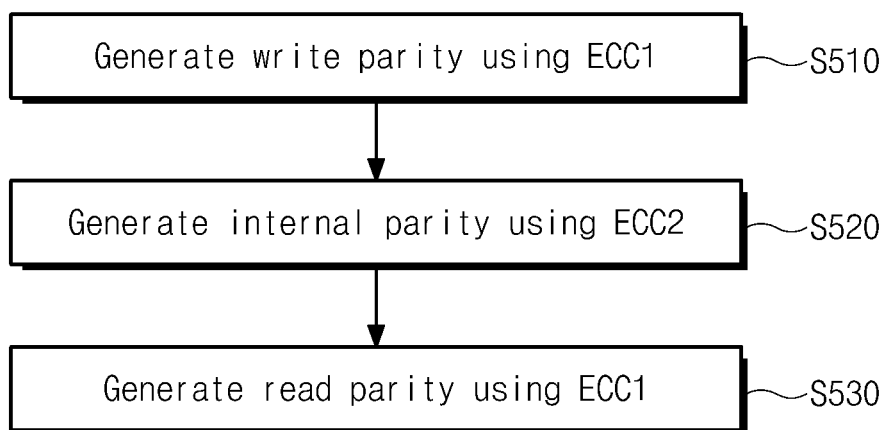 Generate write parity using ECC1
S510
Generate internal parity using ECC2
S520
Generate read parity using ECC1
S530